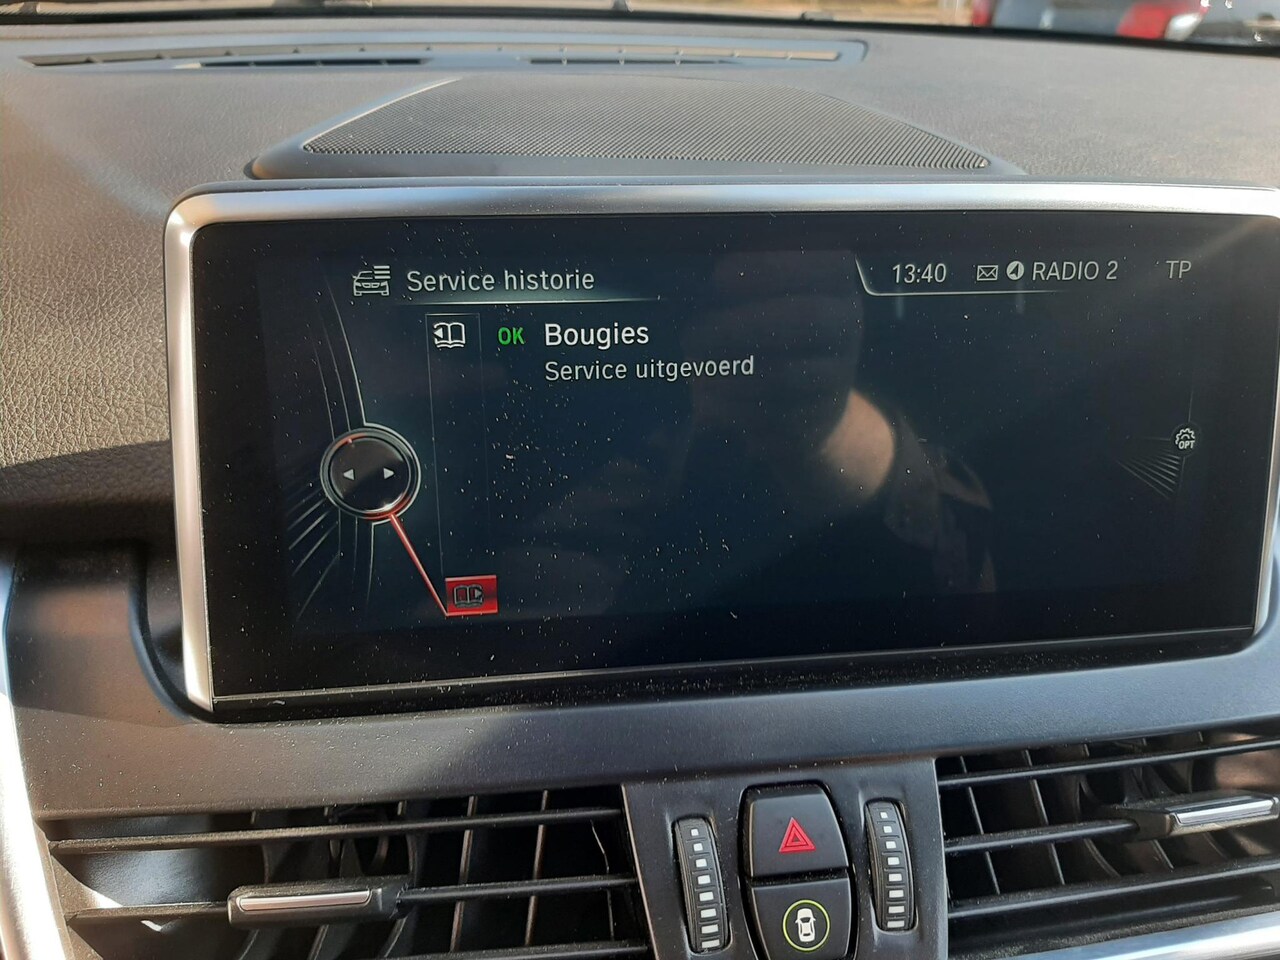 Service historie
13:40 RADIO 2 TP
OK Bougies
Service uitgevoerd
OPT